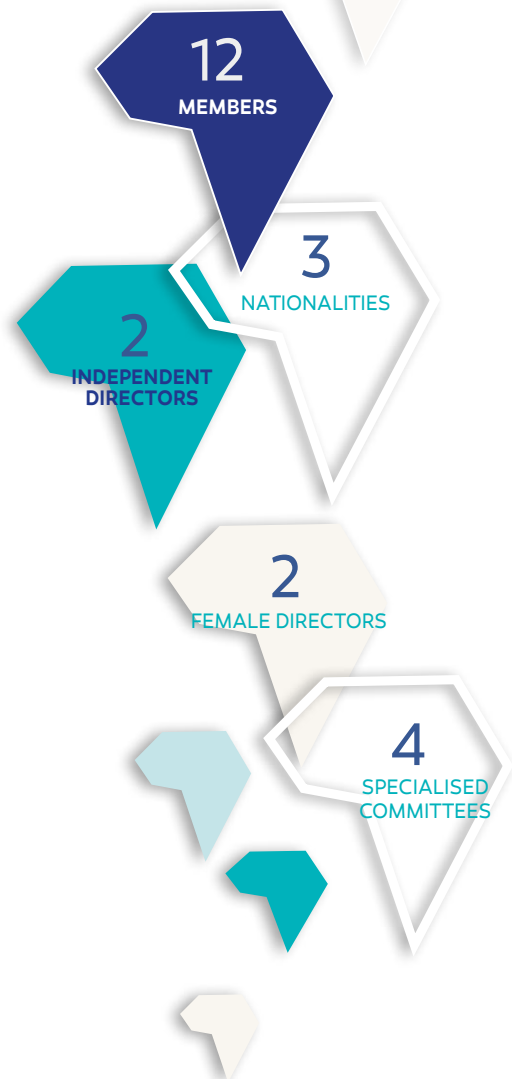 12
MEMBERS
3
NATIONALITIES
2
INDEPENDENT
DIRECTORS
2
FEMALE DIRECTORS
4
SPECIALISED
COMMITTEES